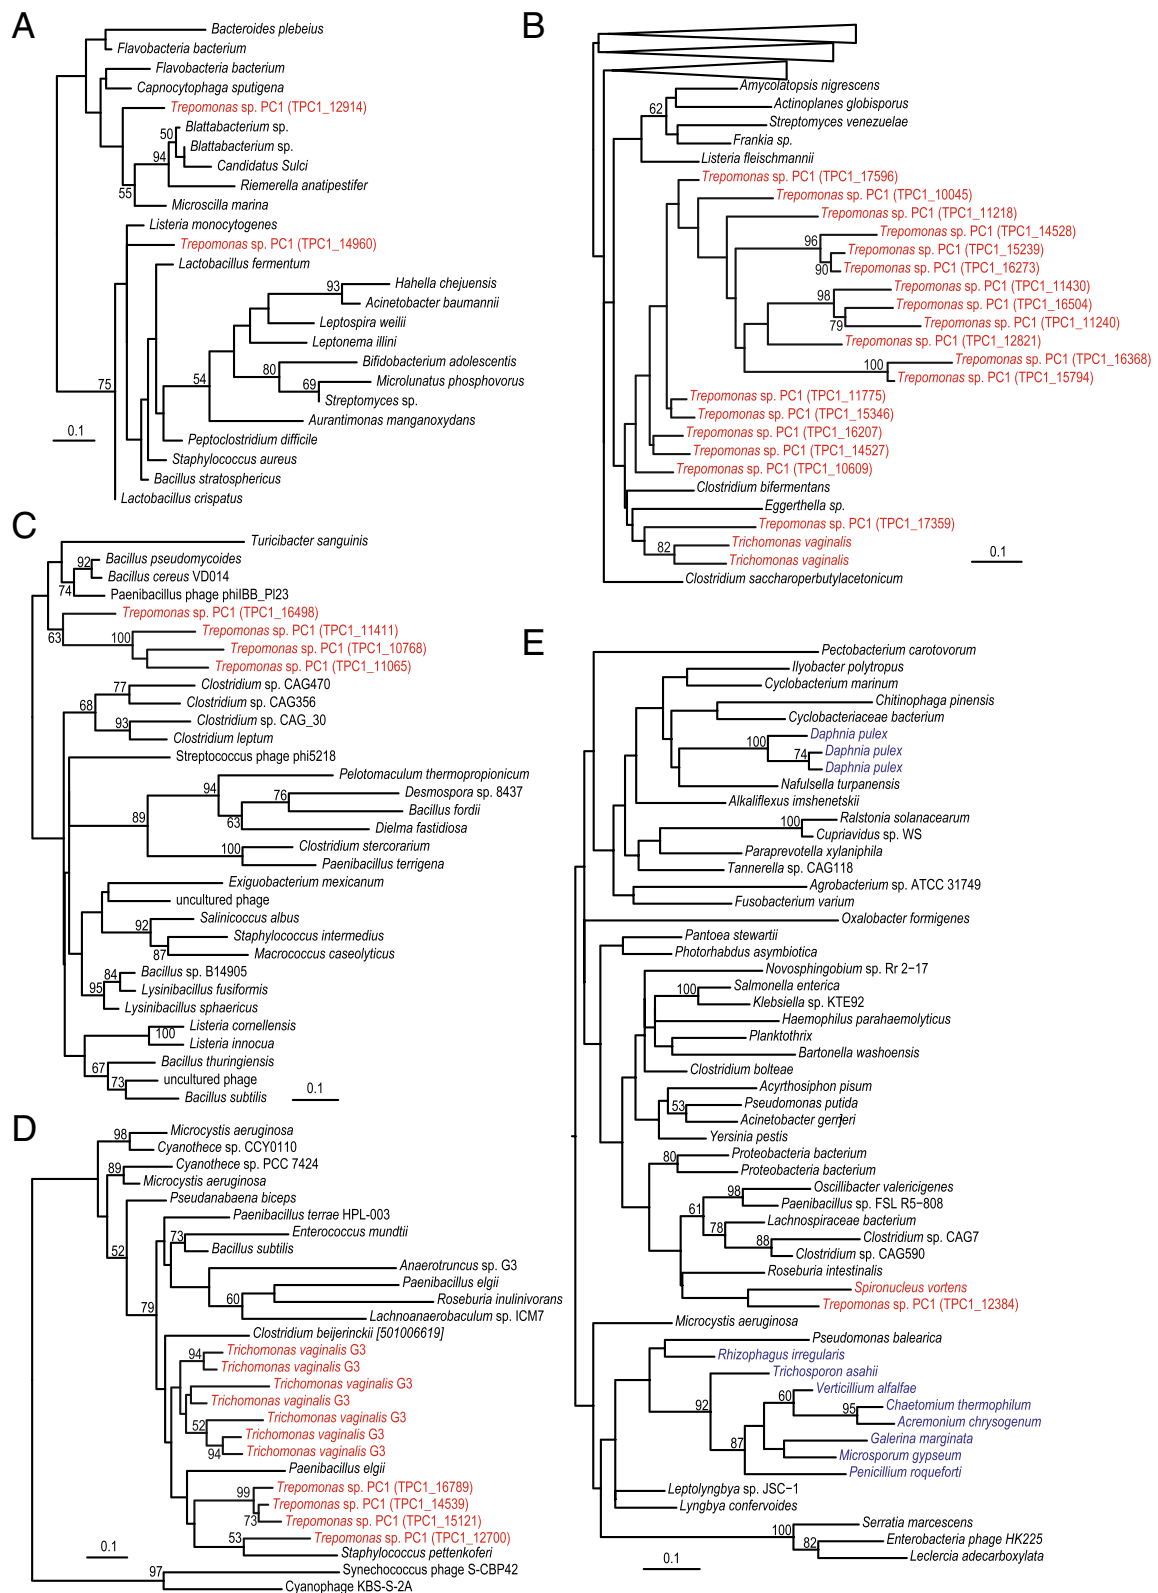 A
Bacteroides plebeius
Flavobacteria bacterium
Flavobacteria bacterium
Capnocytophaga sputigena
Trepomonas sp. PC1 (TPC1_12914)
Blattabacterium sp.
50
Blattabacterium sp.
94
Candidatus Sulci
Riemerella anatipestifer
55
Microscilla marina
Listeria monocytogenes
Trepomonas sp. PC1 (TPC1_14960)
Lactobacillus fermentum
93
Hahella chejuensis
Acinetobacter baumannii
Leptospira weilii
Leptonema illini
Bifidobacterium adolescentis
80
75
54
69
Microlunatus phosphovorus
Streptomyces sp.
Aurantimonas manganoxydans
0.1
Peptoclostridium difficile
Staphylococcus aureus
Bacillus stratosphericus
Lactobacillus crispatus
B
Amycolatopsis nigrescens
62
Actinoplanes globisporus
Streptomyces venezuelae
Frankia sp.
Listeria fleischmannii
Trepomonas sp. PC1 (TPC1_17596)
Trepomonas sp. PC1 (TPC1_10045)
Trepomonas sp. PC1 (TPC1_11218)
Trepomonas sp. PC1 (TPC1_14528)
96
Trepomonas sp. PC1 (TPC1_15239)
90
Trepomonas sp. PC1 (TPC1_16273)
Trepomonas sp. PC1 (TPC1_11430)
98
Trepomonas sp. PC1 (TPC1_16504)
79
Trepomonas sp. PC1 (TPC1_11240)
Trepomonas sp. PC1 (TPC1_12821)
100
Trepomonas sp. PC1 (TPC1_16368)
Trepomonas sp. PC1 (TPC1_15794)
Trepomonas sp. PC1 (TPC1_11775)
Trepomonas sp. PC1 (TPC1_15346)
Trepomonas sp. PC1 (TPC1_16207)
Trepomonas sp. PC1 (TPC1_14527)
Trepomonas sp. PC1 (TPC1_10609)
Clostridium bifermentans
Eggerthella sp.
Trepomonas sp. PC1 (TPC1_17359)
82
Trichomonas vaginalis
Trichomonas vaginalis
0.1
Clostridium saccharoperbutylacetonicum
C
Turicibacter sanguinis
92
Bacillus pseudomycoides
Bacillus cereus VD014
74
Paenibacillus phage phiIBB_Pl23
Trepomonas sp. PC1 (TPC1_16498)
63
100
Trepomonas sp. PC1 (TPC1_11411)
Trepomonas sp. PC1 (TPC1_10768)
Trepomonas sp. PC1 (TPC1_11065)
77
Clostridium sp. CAG470
68
Clostridium sp. CAG356
93
Clostridium sp. CAG_30
Clostridium leptum
Streptococcus phage phi5218
Pelotomaculum thermopropionicum
94
76
Desmospora sp. 8437
Bacillus fordii
89
63
Dielma fastidiosa
100
Clostridium stercorarium
Paenibacillus terrigena
Exiguobacterium mexicanum
uncultured phage
Salinicoccus albus
92
Staphylococcus intermedius
87
Macrococcus caseolyticus
84
Bacillus sp. B14905
95
Lysinibacillus fusiformis
Lysinibacillus sphaericus
Listeria cornellensis
100
Listeria innocua
67
Bacillus thuringiensis
73
uncultured phage
Bacillus subtilis
0.1
D
98
Microcystis aeruginosa
Cyanothece sp. CCY0110
89
Cyanothece sp. PCC 7424
Microcystis aeruginosa
Pseudanabaena biceps
Paenibacillus terrae HPL-003
73
Enterococcus mundtii
52
Bacillus subtilis
Anaerotruncus sp. G3
Paenibacillus elgii
60
Roseburia inulinivorans
79
Lachnoanaerobaculum sp. ICM7
Clostridium beijerinckii [501006619]
94
Trichomonas vaginalis G3
Trichomonas vaginalis G3
Trichomonas vaginalis G3
Trichomonas vaginalis G3
52
Trichomonas vaginalis G3
Trichomonas vaginalis G3
94
Trichomonas vaginalis G3
Paenibacillus elgii
99
Trepomonas sp. PC1 (TPC1_16789)
Trepomonas sp. PC1 (TPC1_14539)
73
Trepomonas sp. PC1 (TPC1_15121)
53
Trepomonas sp. PC1 (TPC1_12700)
0.1
Staphylococcus pettenkoferi
97
Synechococcus phage S-CBP42
Cyanophage KBS-S-2A
E
Pectobacterium carotovorum
Ilyobacter polytropus
Cyclobacterium marinum
Chitinophaga pinensis
Cyclobacteriaceae bacterium
100
Daphnia pulex
74
Daphnia pulex
Daphnia pulex
Nafulsella turpanensis
Alkaliflexus imshenetskii
100
Ralstonia solanacearum
Cupriavidus sp. WS
Paraprevotella xylaniphila
Tannerella sp. CAG118
Agrobacterium sp. ATCC 31749
Fusobacterium varium
Oxalobacter formigenes
Pantoea stewartii
Photorhabdus asymbiotica
Novosphingobium sp. Rr 2−17
100
Salmonella enterica
Klebsiella sp. KTE92
Haemophilus parahaemolyticus
Planktothrix
Bartonella washoensis
Clostridium bolteae
Acyrthosiphon pisum
53
Pseudomonas putida
Acinetobacter gerneri
Yersinia pestis
80
Proteobacteria bacterium
Proteobacteria bacterium
98
Oscillibacter valericigenes
61
Paenibacillus sp. FSL R5−808
78
Lachnospiraceae bacterium
88
Clostridium sp. CAG7
Clostridium sp. CAG590
Roseburia intestinalis
Spironucleus vortens
Trepomonas sp. PC1 (TPC1_12384)
Microcystis aeruginosa
Pseudomonas balearica
Rhizophagus irregularis
Trichosporon asahii
60
Verticillium alfalfae
92
95
Chaetomium thermophilum
Acremonium chrysogenum
87
Galerina marginata
Microsporum gypseum
Penicillium roqueforti
Leptolyngbya sp. JSC−1
Lyngbya confervoides
100
Serratia marcescens
82
Enterobacteria phage HK225
0.1
Leclercia adecarboxylata